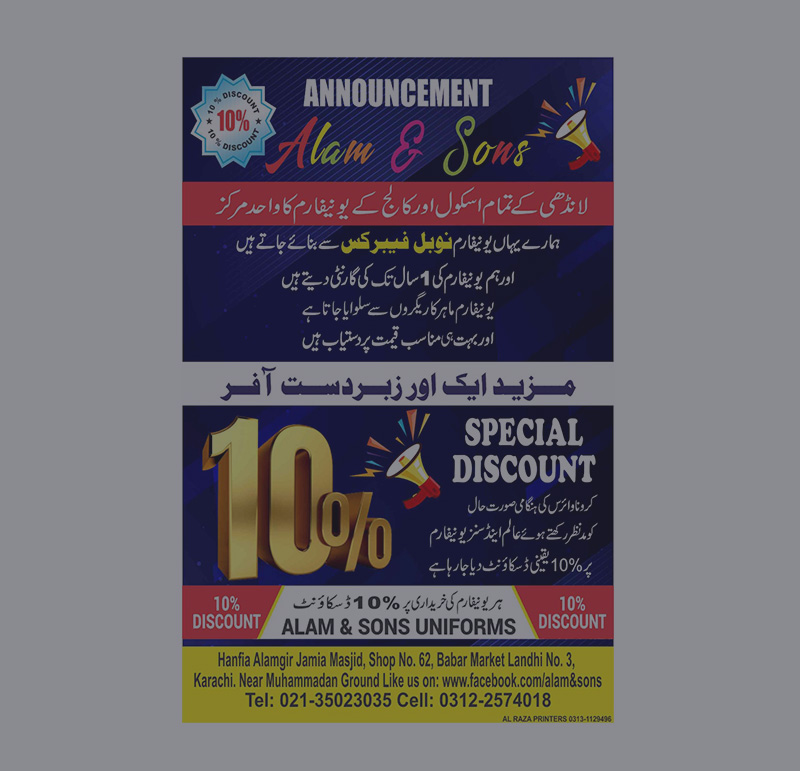 10 % DISCOUNT
10%
10 % DISCOUNT
ANNOUNCEMENT
Alam & Sons
لانڈھی کے تمام اسکول اور کالج کے یونیفارم کا واحد مرکز
ہمارے یہاں یونیفارم نوبل فیبرکس سے بنائے جاتے ہیں
اور ہم یونیفارم کی 1 سال تک کی گارنٹی دیتے ہیں
یونیفارم ماہر کاریگروں سے سلوایا جاتا ہے
اور بہت ہی مناسب قیمت پر دستیاب ہیں
مزید ایک اور زبردست آفر
10%
SPECIAL
DISCOUNT
کرونا وائرس کی ہنگامی صورت حال
کو مدنظر رکھتے ہوئے عالم اینڈ سنز یونیفارم
پر %10 یقینی ڈسکاؤنٹ دیا جا رہا ہے
10%
DISCOUNT
ہر یونیفارم کی خریداری پر %10 ڈسکاؤنٹ
ALAM & SONS UNIFORMS
10%
DISCOUNT
Hanfia Alamgir Jamia Masjid, Shop No. 62, Babar Market Landhi No. 3,
Karachi. Near Muhammadan Ground Like us on: www.facebook.com/alam&sons
Tel: 021-35023035 Cell: 0312-2574018
AL RAZA PRINTERS 0313-1129496